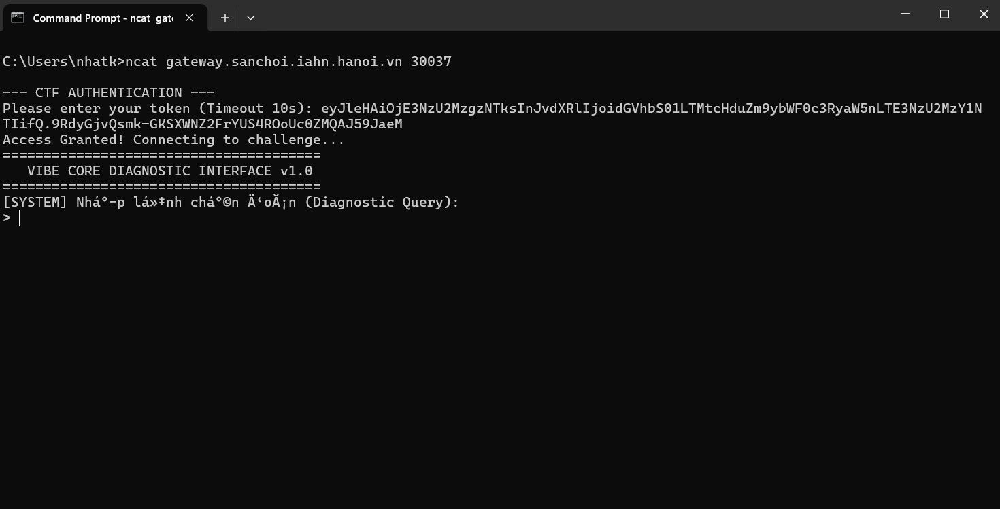 Command Prompt - ncat gat
C:\Users\nhatk>ncat gateway.sanchoi.iahn.hanoi.vn 30037
--- CTF AUTHENTICATION ---
Please enter your token (Timeout 10s): eyJleHAiOjE3NzU2MzgzNTksInJvdXRlIjoidGVhbS01LTMtcHduZm9ybWF0c3RyaW5nLTE3NzU2MzY1N
TIifQ.9RdyGjvQsmk-GKSXWNZ2FrYUS4ROoUc0ZMQAJ59JaeM
Access Granted! Connecting to challenge...
=======================================
VIBE CORE DIAGNOSTIC INTERFACE v1.0
=======================================
[SYSTEM] Nháº­p lá»‡nh cháº©n Ä‘oĂ¡n (Diagnostic Query):
>